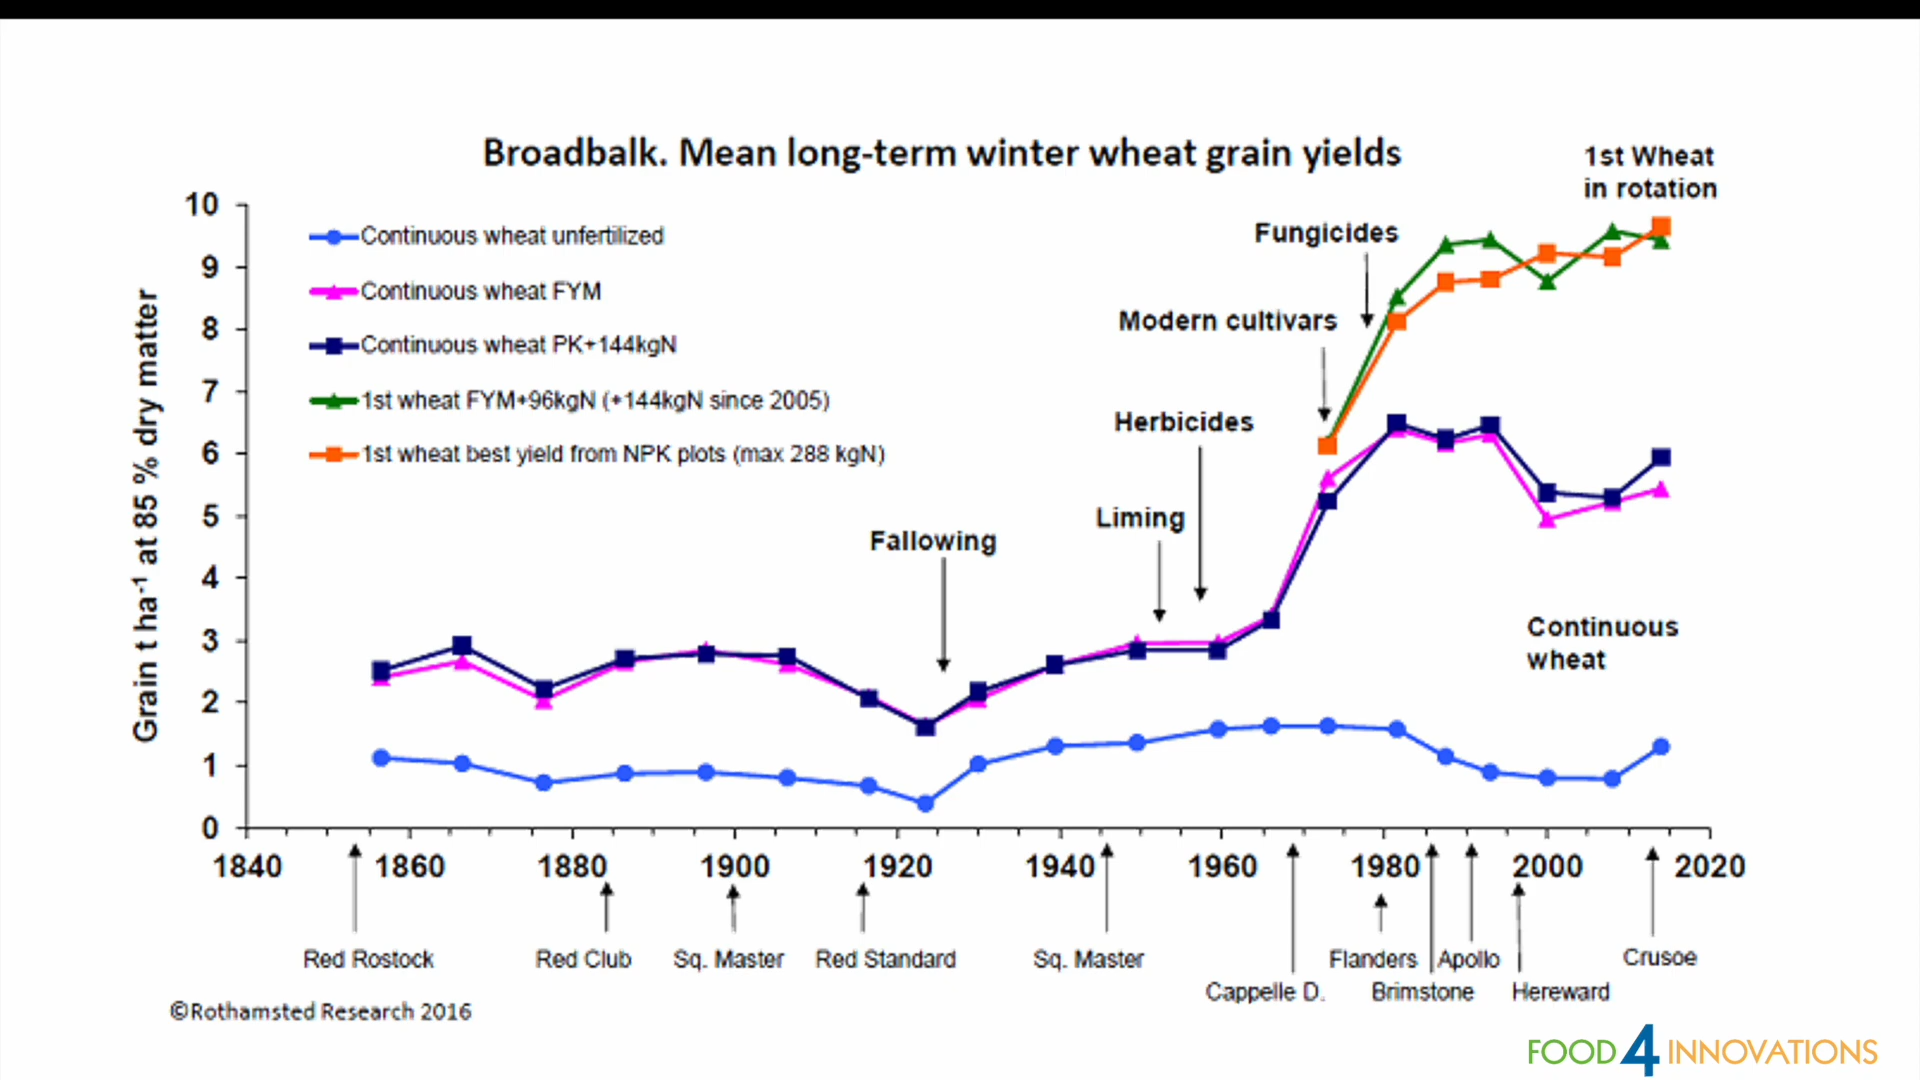 Broadbalk. Mean long-term winter wheat grain yields
1st Wheat
in rotation
10
9
8
7
6
5
4
3
2
1
0
Grain t ha-1 at 85 % dry matter
Continuous wheat unfertilized
Continuous wheat FYM
Continuous wheat PK+144kgN
1st wheat FYM+96kgN (+144kgN since 2005)
1st wheat best yield from NPK plots (max 288 kgN)
Fungicides
Modern cultivars
Herbicides
Liming
Fallowing
Continuous
wheat
1840 1860 1880 1900 1920 1940 1960 1980 2000 2020
Red Rostock Red Club Sq. Master Red Standard Sq. Master Flanders Apollo Crusoe
Cappelle D. Brimstone Hereward
©Rothamsted Research 2016
FOOD 4 INNOVATIONS